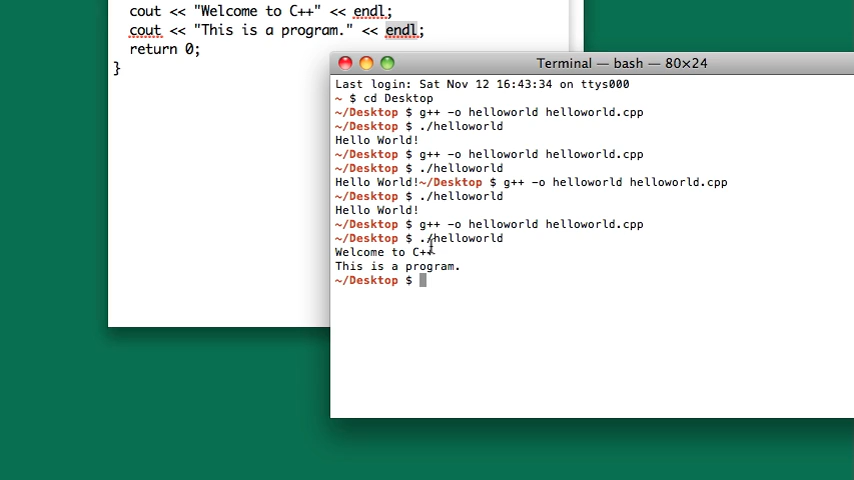 cout << "Welcome to C++" << endl;
cout << "This is a program." << endl;
return 0;
}
Terminal — bash — 80×24
Last login: Sat Nov 12 16:43:34 on ttys000
~ $ cd Desktop
~/Desktop $ g++ -o helloworld helloworld.cpp
~/Desktop $ ./helloworld
Hello World!
~/Desktop $ g++ -o helloworld helloworld.cpp
~/Desktop $ ./helloworld
Hello World!~/Desktop $ g++ -o helloworld helloworld.cpp
~/Desktop $ ./helloworld
Hello World!
~/Desktop $ g++ -o helloworld helloworld.cpp
~/Desktop $ ./helloworld
Welcome to C++
This is a program.
~/Desktop $